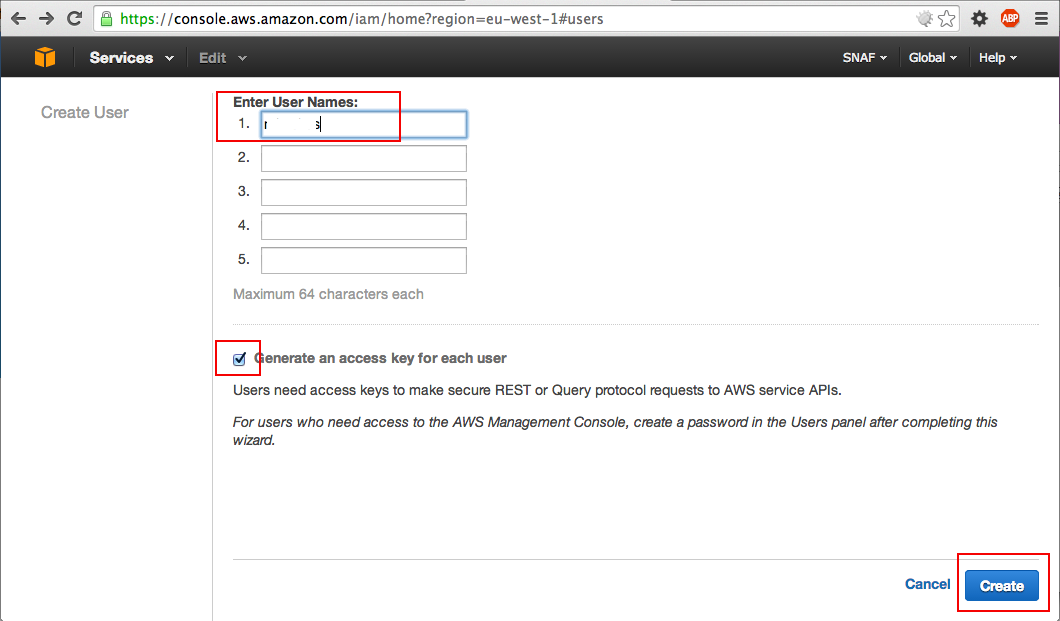 https://console.aws.amazon.com/iam/home?region=eu-west-1#users
ABP
Services Edit SNAF Global Help
Create User
Enter User Names:
1.
2.
3.
4.
5.
Maximum 64 characters each
Generate an access key for each user
Users need access keys to make secure REST or Query protocol requests to AWS service APIs.
For users who need access to the AWS Management Console, create a password in the Users panel after completing this
wizard.
Cancel Create